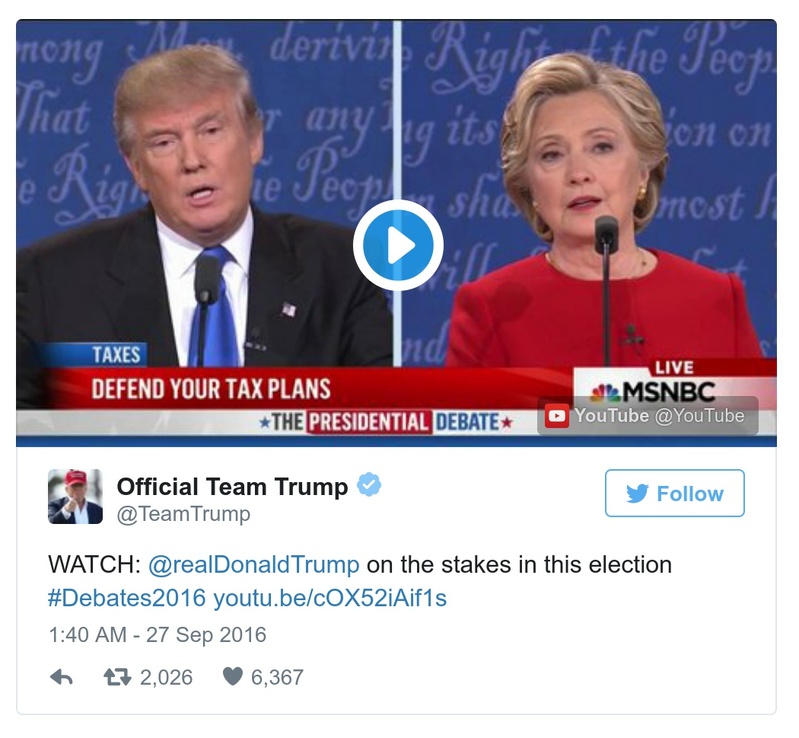 mong Men, deriving
That
r any
e Righ
he Peopl
Right of the Peop
ng its
ion on
sha
most
will
nd
TAXES
DEFEND YOUR TAX PLANS
LIVE
MSNBC
★THE PRESIDENTIAL DEBATE★
YouTube @YouTube
Official Team Trump
@TeamTrump
Follow
WATCH: @realDonaldTrump on the stakes in this election
#Debates2016 youtu.be/cOX52iAif1s
1:40 AM - 27 Sep 2016
2,026 6,367